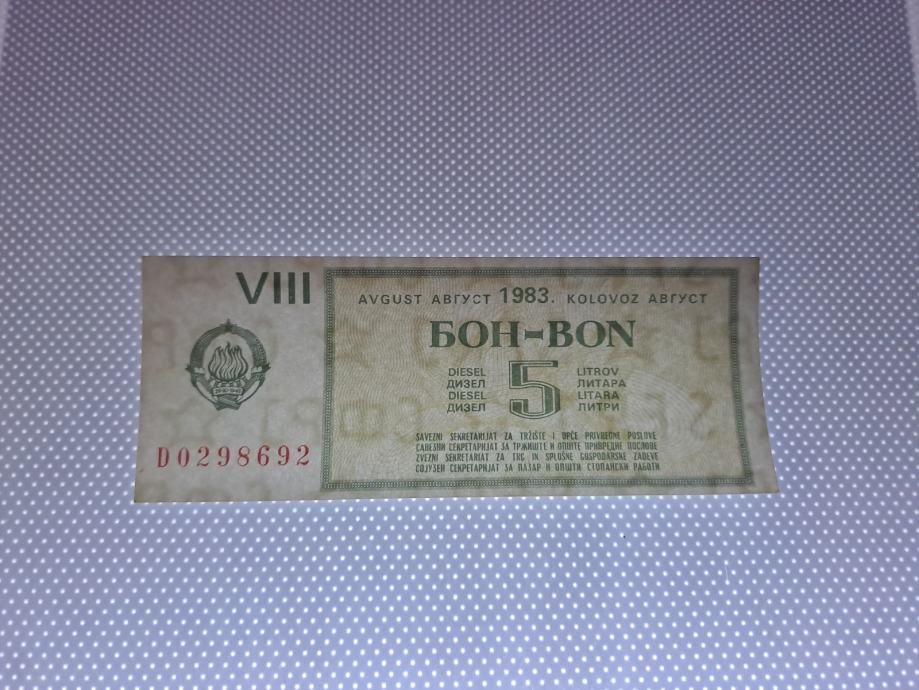 VIII
AVGUST АВГУСТ 1983. KOLOVOZ АВГУСТ
БОН-BON
DIESEL 5 LITROV
ДИЗЕЛ ЛИТАРА
DIESEL LITARA
ДИЗЕЛ ЛИТРИ
SAVEZNI SEKRETARIJAT ZA TRŽIŠTE I OPĆE PRIVREDNE POSLOVE
САВЕЗНИ СЕКРЕТАРИЈАТ ЗА ТРЖИШТЕ И ОПШТЕ ПРИВРЕДНЕ ПОСЛОВЕ
ZVEZNI SEKRETARIAT ZA TRG IN SPLOŠNE GOSPODARSKE ZADEVE
СОЈУЗЕН СЕКРЕТАРИЈАТ ЗА ПАЗАР И ОПШТИ СТОПАНСКИ РАБОТИ
D0298692